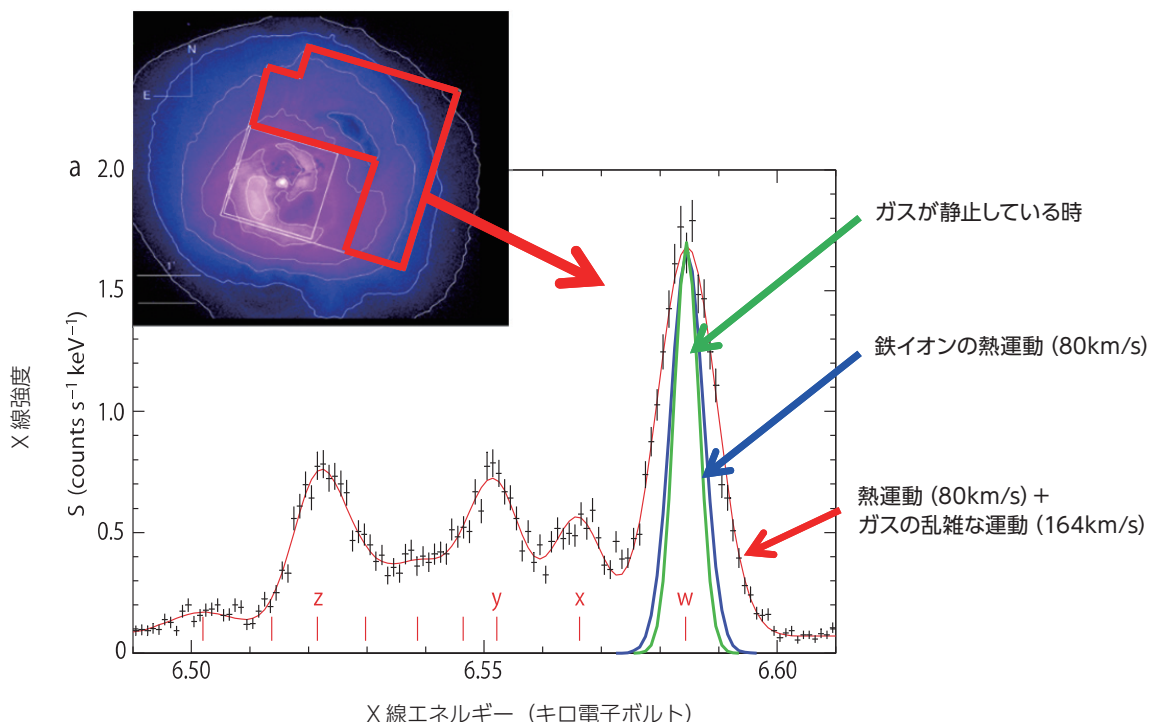 N
E
1'
a
2.0
1.5
1.0
0.5
0
X線強度
S (counts s⁻¹ keV⁻¹)
ガスが静止している時
鉄イオンの熱運動 (80km/s)
熱運動 (80km/s) +
ガスの乱雑な運動 (164km/s)
z
y
x
w
6.50
6.55
6.60
X線エネルギー（キロ電子ボルト）